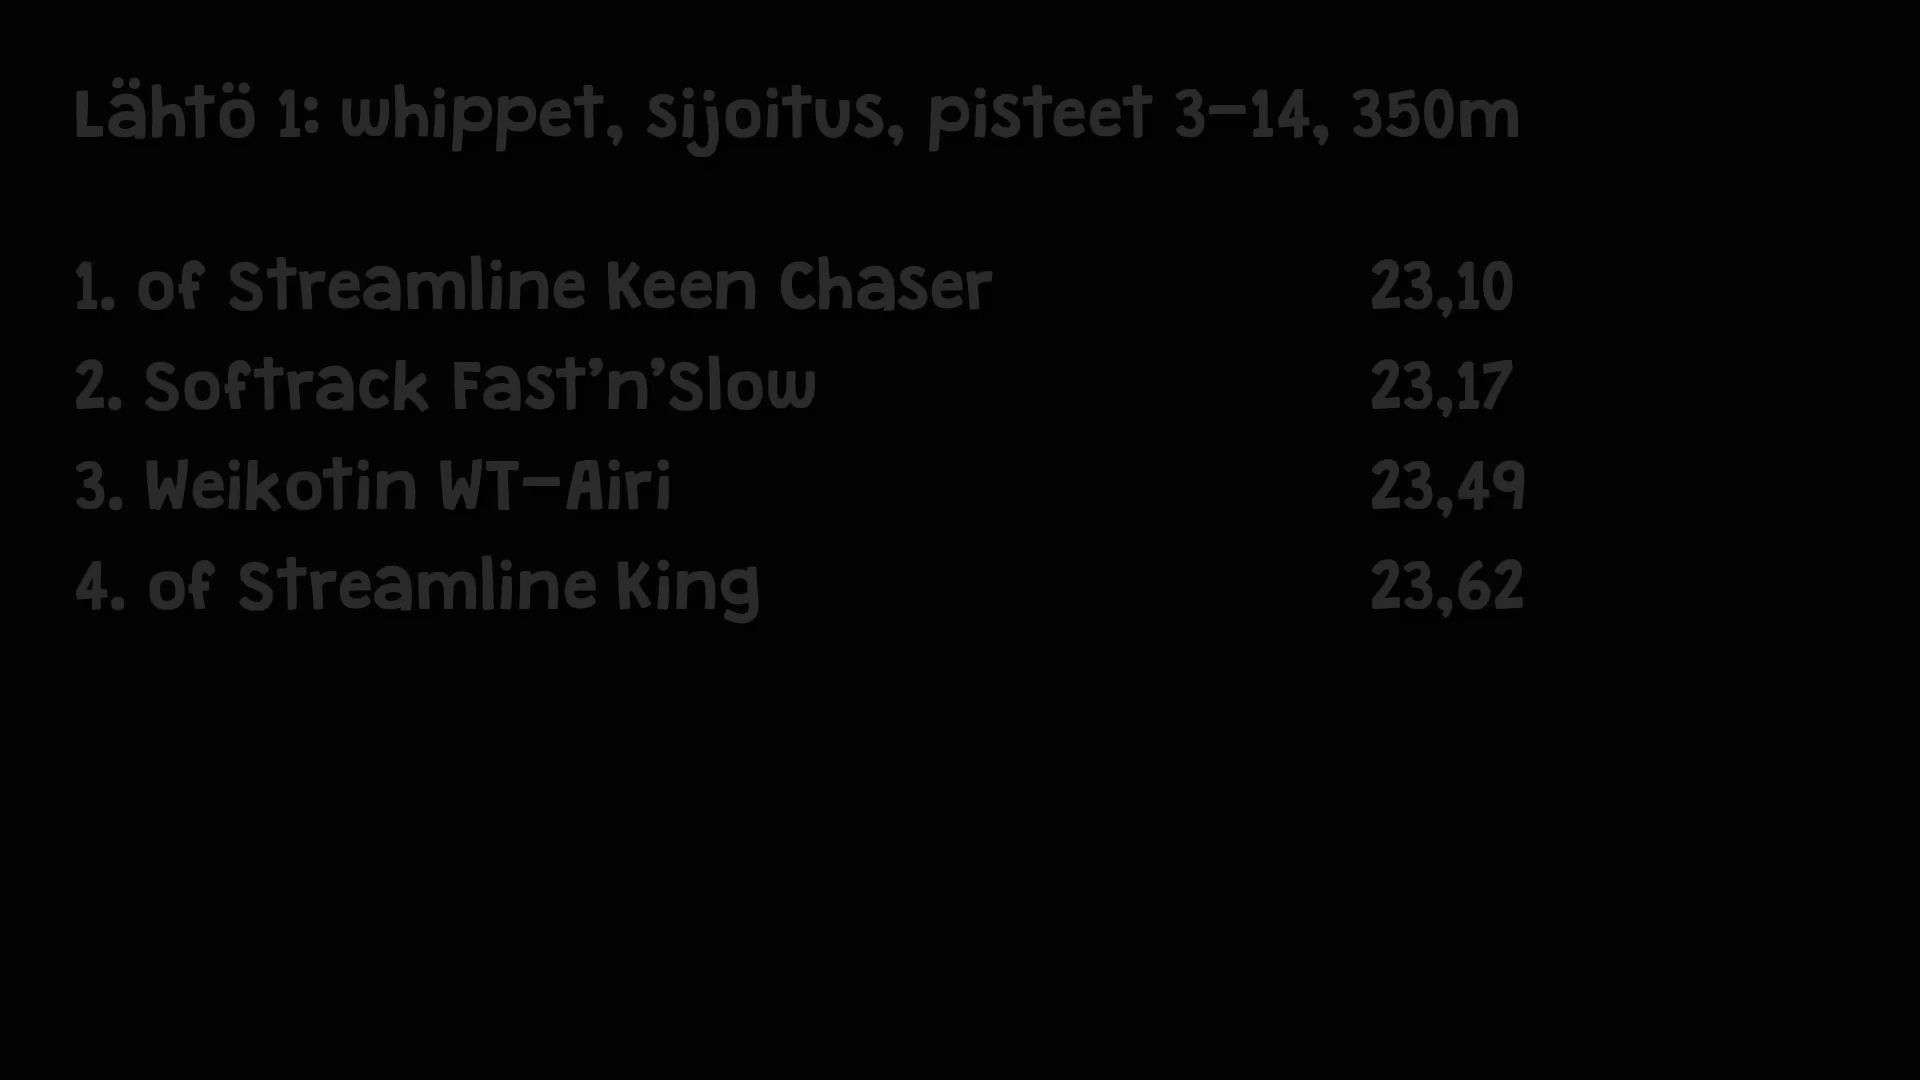 Lähtö 1: whippet, sijoitus, pisteet 3-14, 350m
1. of Streamline Keen Chaser 23,10
2. Softrack Fast'n'Slow 23,17
3. Weikotin WT-Airi 23,49
4. of Streamline King 23,62